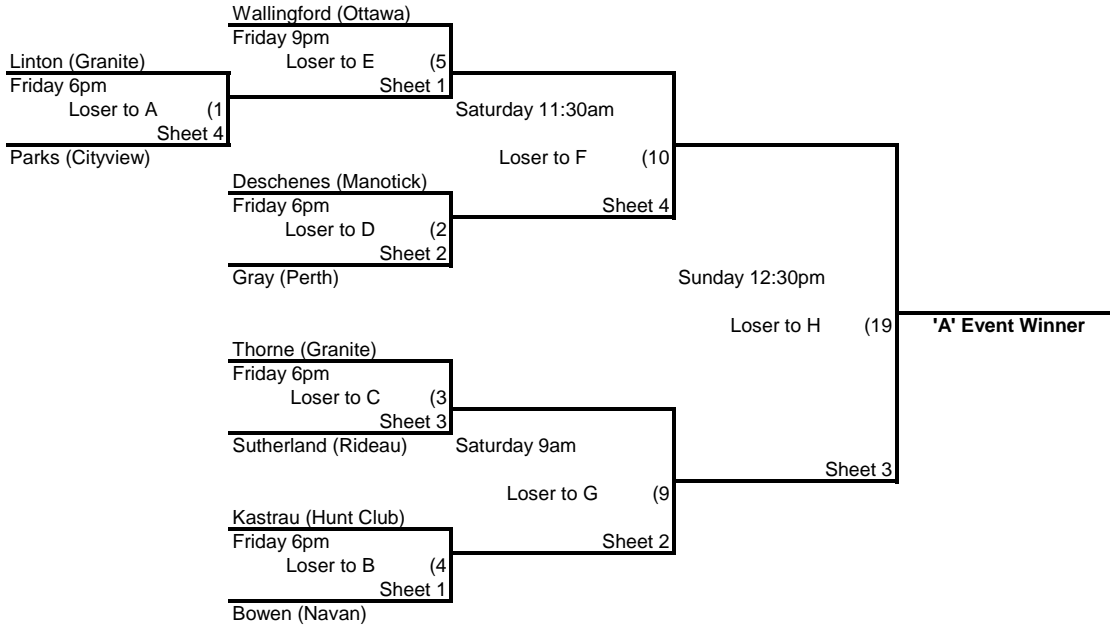 Wallingford (Ottawa)
Friday 9pm
Linton (Granite)
Loser to E (5
Friday 6pm
Sheet 1
Loser to A (1
Saturday 11:30am
Sheet 4
Parks (Cityview)
Loser to F (10
Deschenes (Manotick)
Friday 6pm
Sheet 4
Loser to D (2
Sheet 2
Gray (Perth)
Sunday 12:30pm
Loser to H (19
'A' Event Winner
Thorne (Granite)
Friday 6pm
Loser to C (3
Sheet 3
Sutherland (Rideau)
Saturday 9am
Sheet 3
Loser to G (9
Kastrau (Hunt Club)
Friday 6pm
Sheet 2
Loser to B (4
Sheet 1
Bowen (Navan)